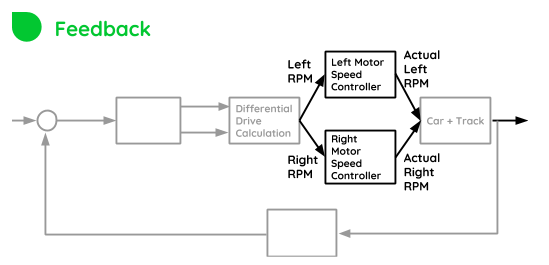 Feedback
Left
RPM
Left Motor
Speed
Controller
Actual
Left
RPM
Differential
Drive
Calculation
Car + Track
Right
RPM
Right
Motor
Speed
Controller
Actual
Right
RPM